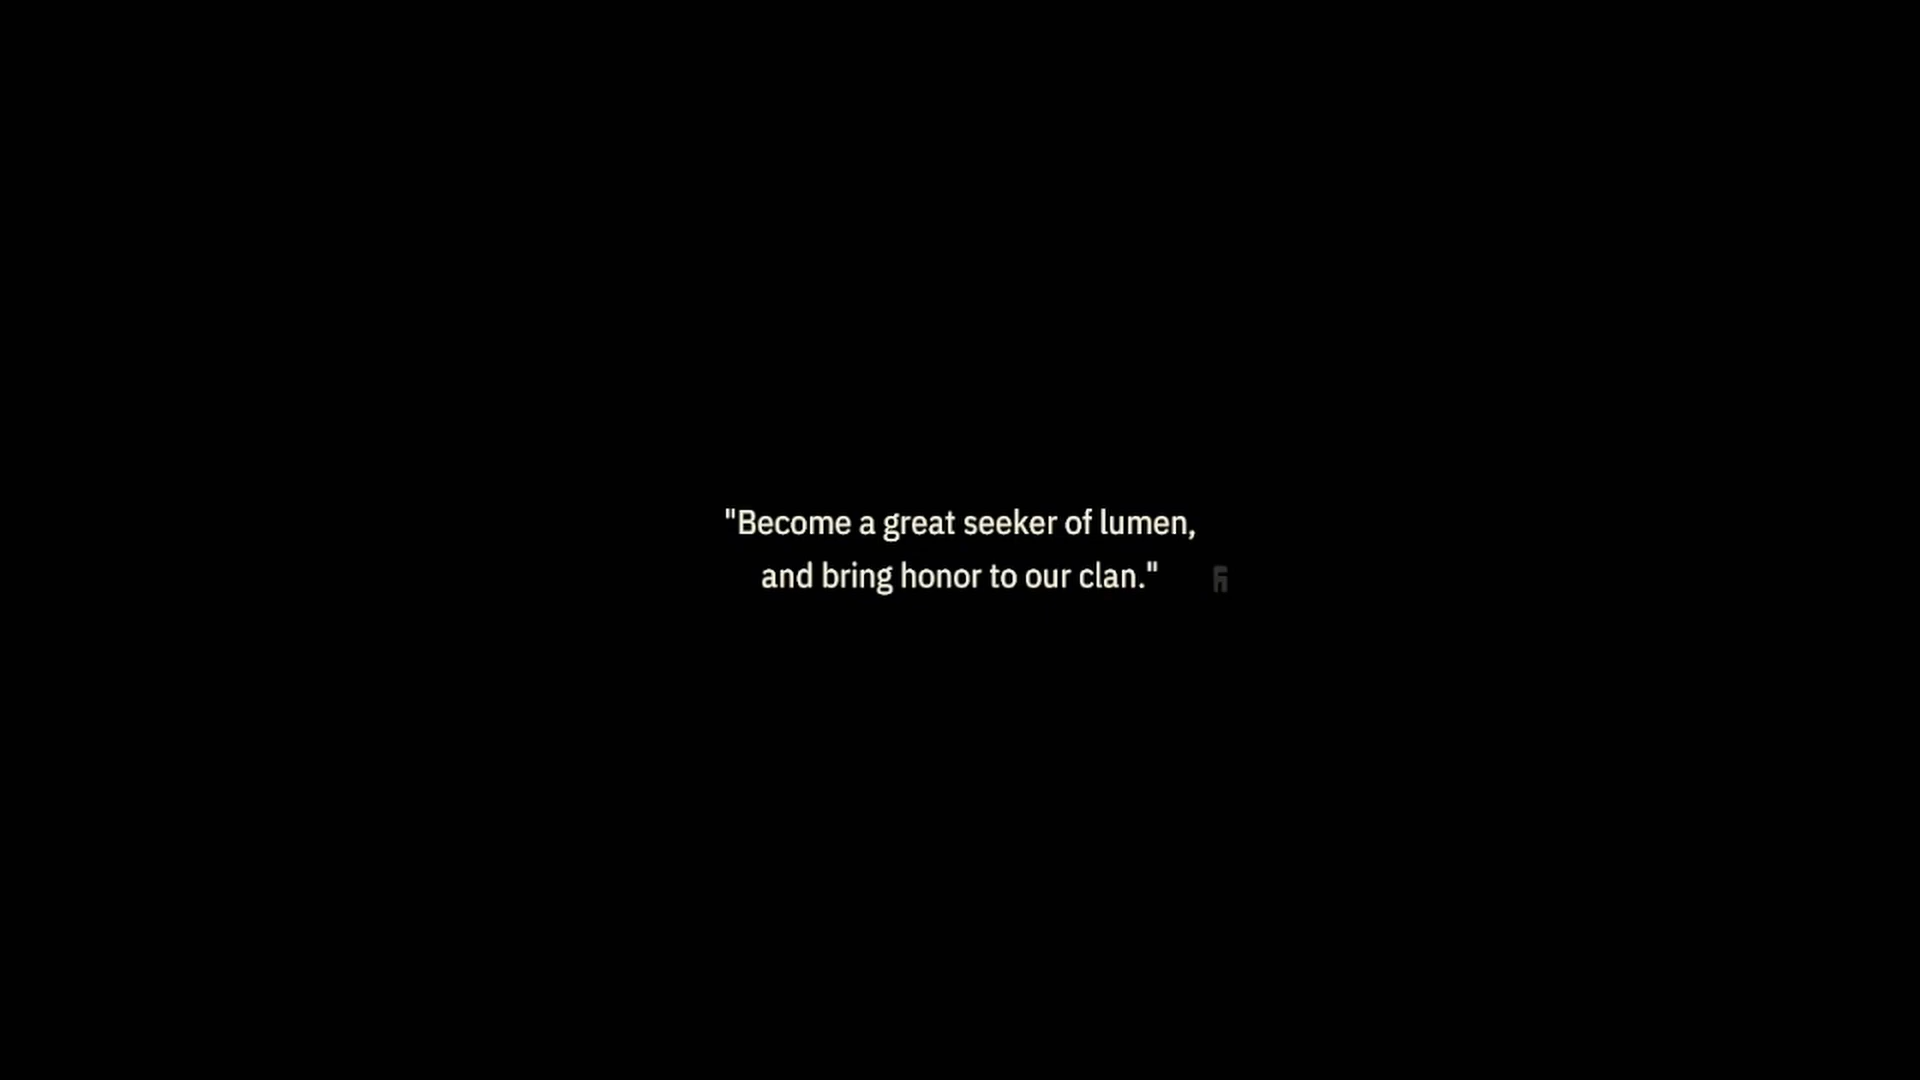 "Become a great seeker of lumen,
and bring honor to our clan."